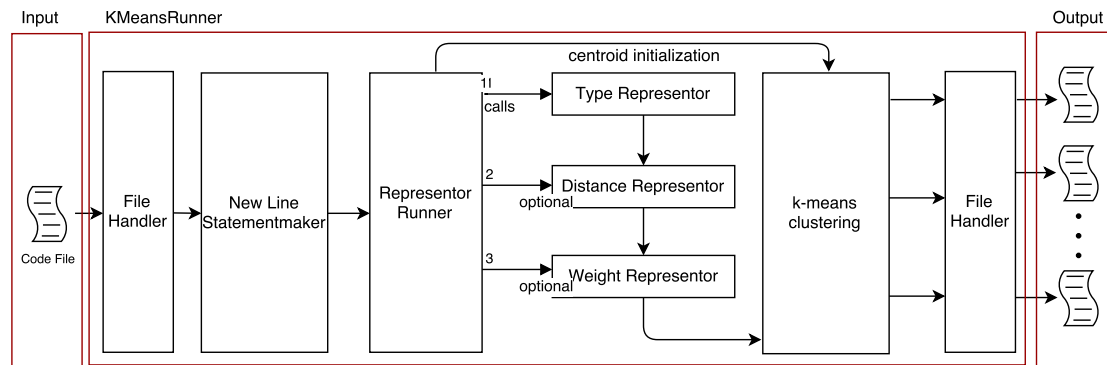 Input
KMeansRunner
Output
centroid initialization
Code File
File
Handler
New Line
Statementmaker
Representor
Runner
1
calls
Type Representor
2
optional
Distance Representor
3
optional
Weight Representor
k-means
clustering
File
Handler